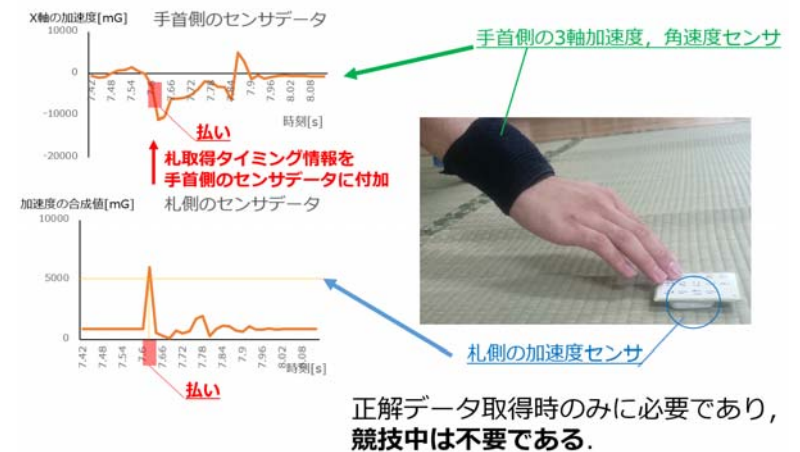 X軸の加速度[mG]
手首側のセンサデータ
10000
0
-10000
-20000
7.42
7.48
7.54
7.6
7.66
7.72
7.78
7.84
7.9
7.96
8.02
8.08
時刻[s]
払い
札取得タイミング情報を
手首側のセンサデータに付加
加速度の合成値[mG]
札側のセンサデータ
10000
5000
0
7.42
7.48
7.54
7.6
7.66
7.72
7.78
7.84
7.9
7.96
8.02
8.08
時刻[s]
払い
手首側の3軸加速度，角速度センサ
札側の加速度センサ
正解データ取得時のみに必要であり，
競技中は不要である.